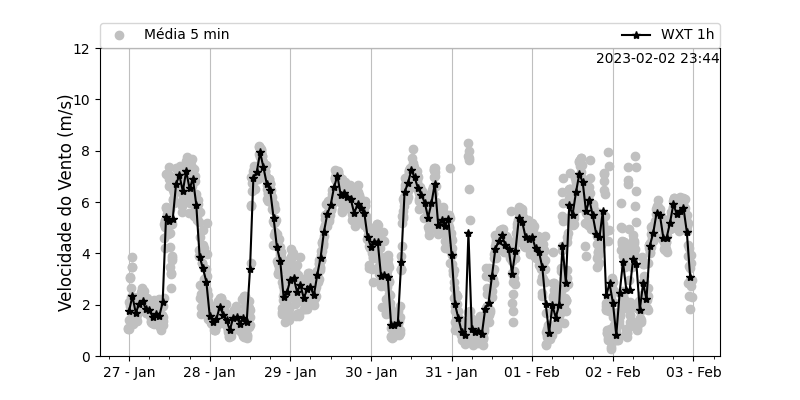 Média 5 min
WXT 1h
2023-02-02 23:44
Velocidade do Vento (m/s)
12
10
8
6
4
2
0
27 - Jan
28 - Jan
29 - Jan
30 - Jan
31 - Jan
01 - Feb
02 - Feb
03 - Feb